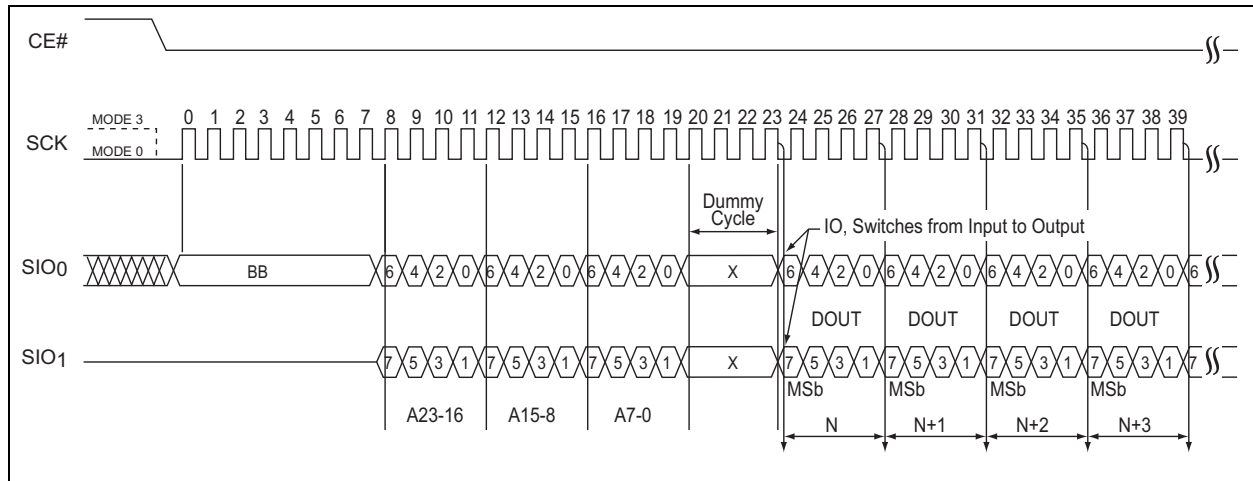 CE#
MODE 3
MODE 0
SCK
0 1 2 3 4 5 6 7 8 9 10 11 12 13 14 15 16 17 18 19 20 21 22 23 24 25 26 27 28 29 30 31 32 33 34 35 36 37 38 39
Dummy
Cycle
IO, Switches from Input to Output
SIO0 BB 6 4 2 0 6 4 2 0 6 4 2 0 X 6 4 2 0 6 4 2 0 6 4 2 0 6 4 2 0 6
DOUT DOUT DOUT DOUT
SIO1 7 5 3 1 7 5 3 1 7 5 3 1 X 7 5 3 1 7 5 3 1 7 5 3 1 7 5 3 1 7
MSb MSb MSb MSb
A23-16 A15-8 A7-0
N N+1 N+2 N+3